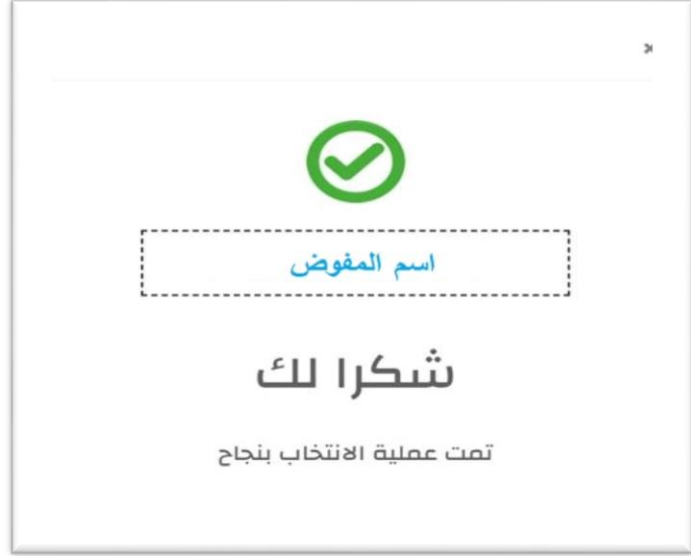 اسم المفوض
شكرا لك
تمت عملية الانتخاب بنجاح